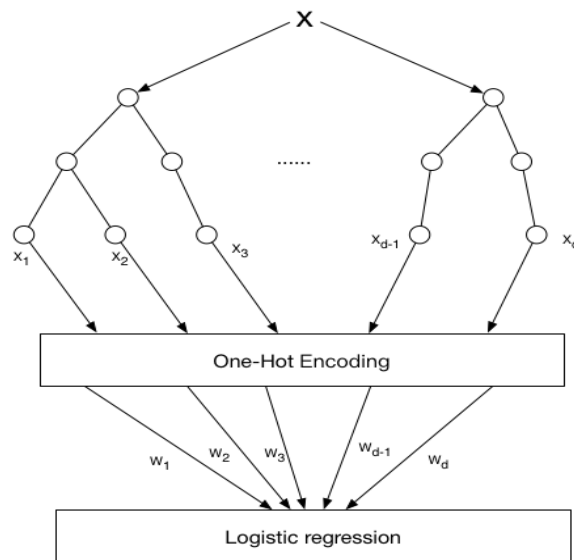 X
......
x1 x2 x3 xd-1 x
One-Hot Encoding
w1 w2 w3 wd-1 wd
Logistic regression